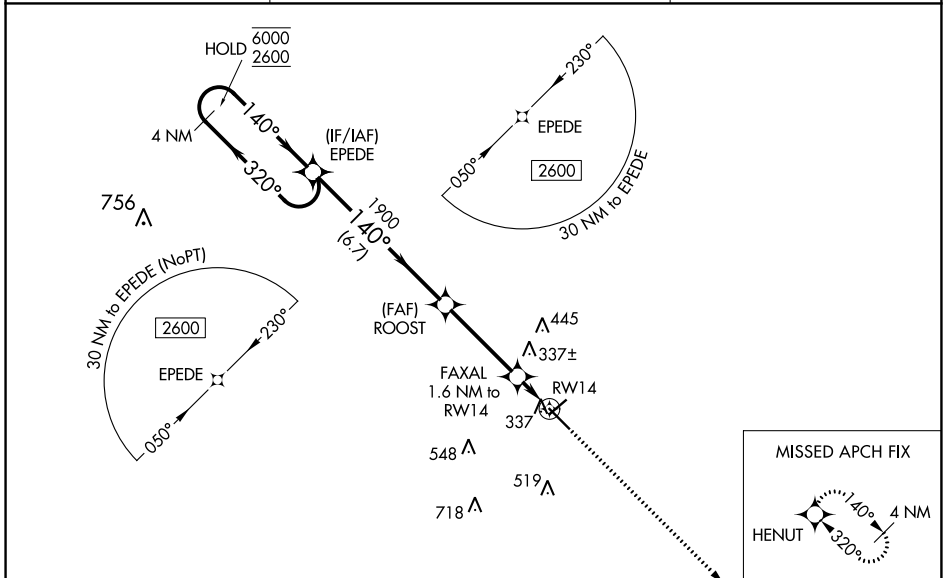 HOLD 6000
2600
140°
320°
4 NM
(IF/IAF)
EPEDE
230°
050°
EPEDE
2600
30 NM to EPEDE
756
1900
140°
(6.7)
30 NM to EPEDE (NoPT)
2600
230°
EPEDE
050°
(FAF)
ROOST
445
337±
FAXAL
1.6 NM to
RW14
RW14
337
548
519
718
MISSED APCH FIX
140°
4 NM
HENUT
320°